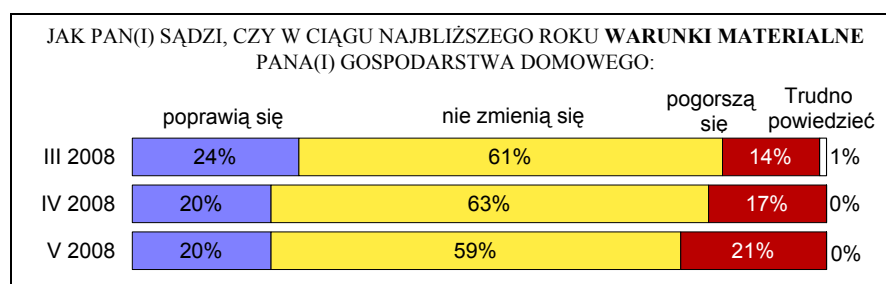 JAK PAN(I) SĄDZI, CZY W CIĄGU NAJBLIŻSZEGO ROKU WARUNKI MATERIALNE
PANA(I) GOSPODARSTWA DOMOWEGO:
poprawią się nie zmienią się pogorszą się Trudno powiedzieć
III 2008 24% 61% 14% 1%
IV 2008 20% 63% 17% 0%
V 2008 20% 59% 21% 0%